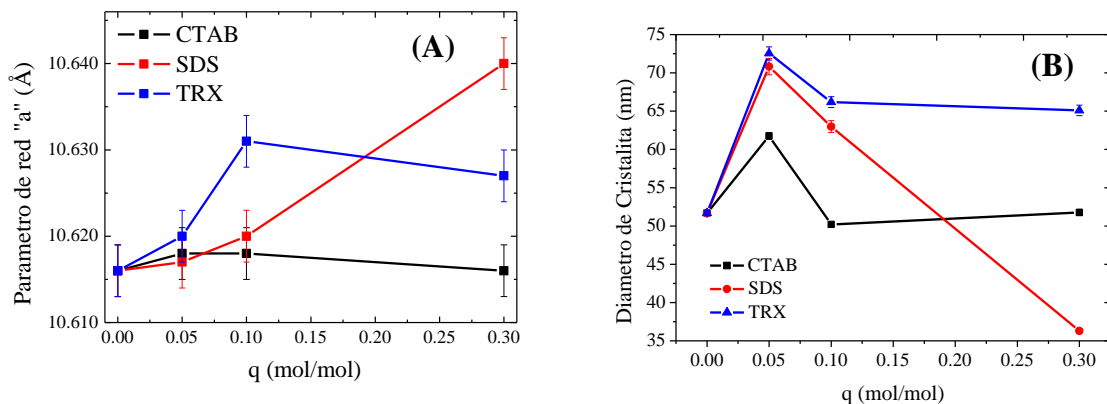 (A)
CTAB
SDS
TRX
Parametro de red "a" (Å)
10.640
10.630
10.620
10.610
0.00 0.05 0.10 0.15 0.20 0.25 0.30
q (mol/mol)
(B)
Diametro de Cristalita (nm)
75
70
65
60
55
50
45
40
35
CTAB
SDS
TRX
0.00 0.05 0.10 0.15 0.20 0.25 0.30
q (mol/mol)